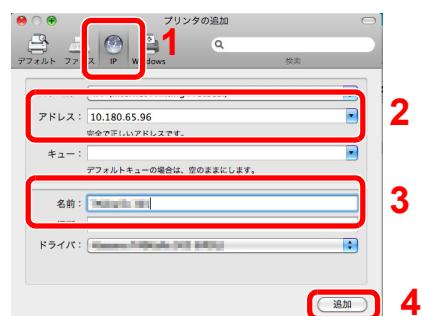 プリンタの追加
1
デフォルト IP Windows 検索
2
アドレス： 10.180.65.96
完全で正しいアドレスです。
キュー：
デフォルトキューの場合は、空のままにします。
3
名前：
ドライバ：
追加
4